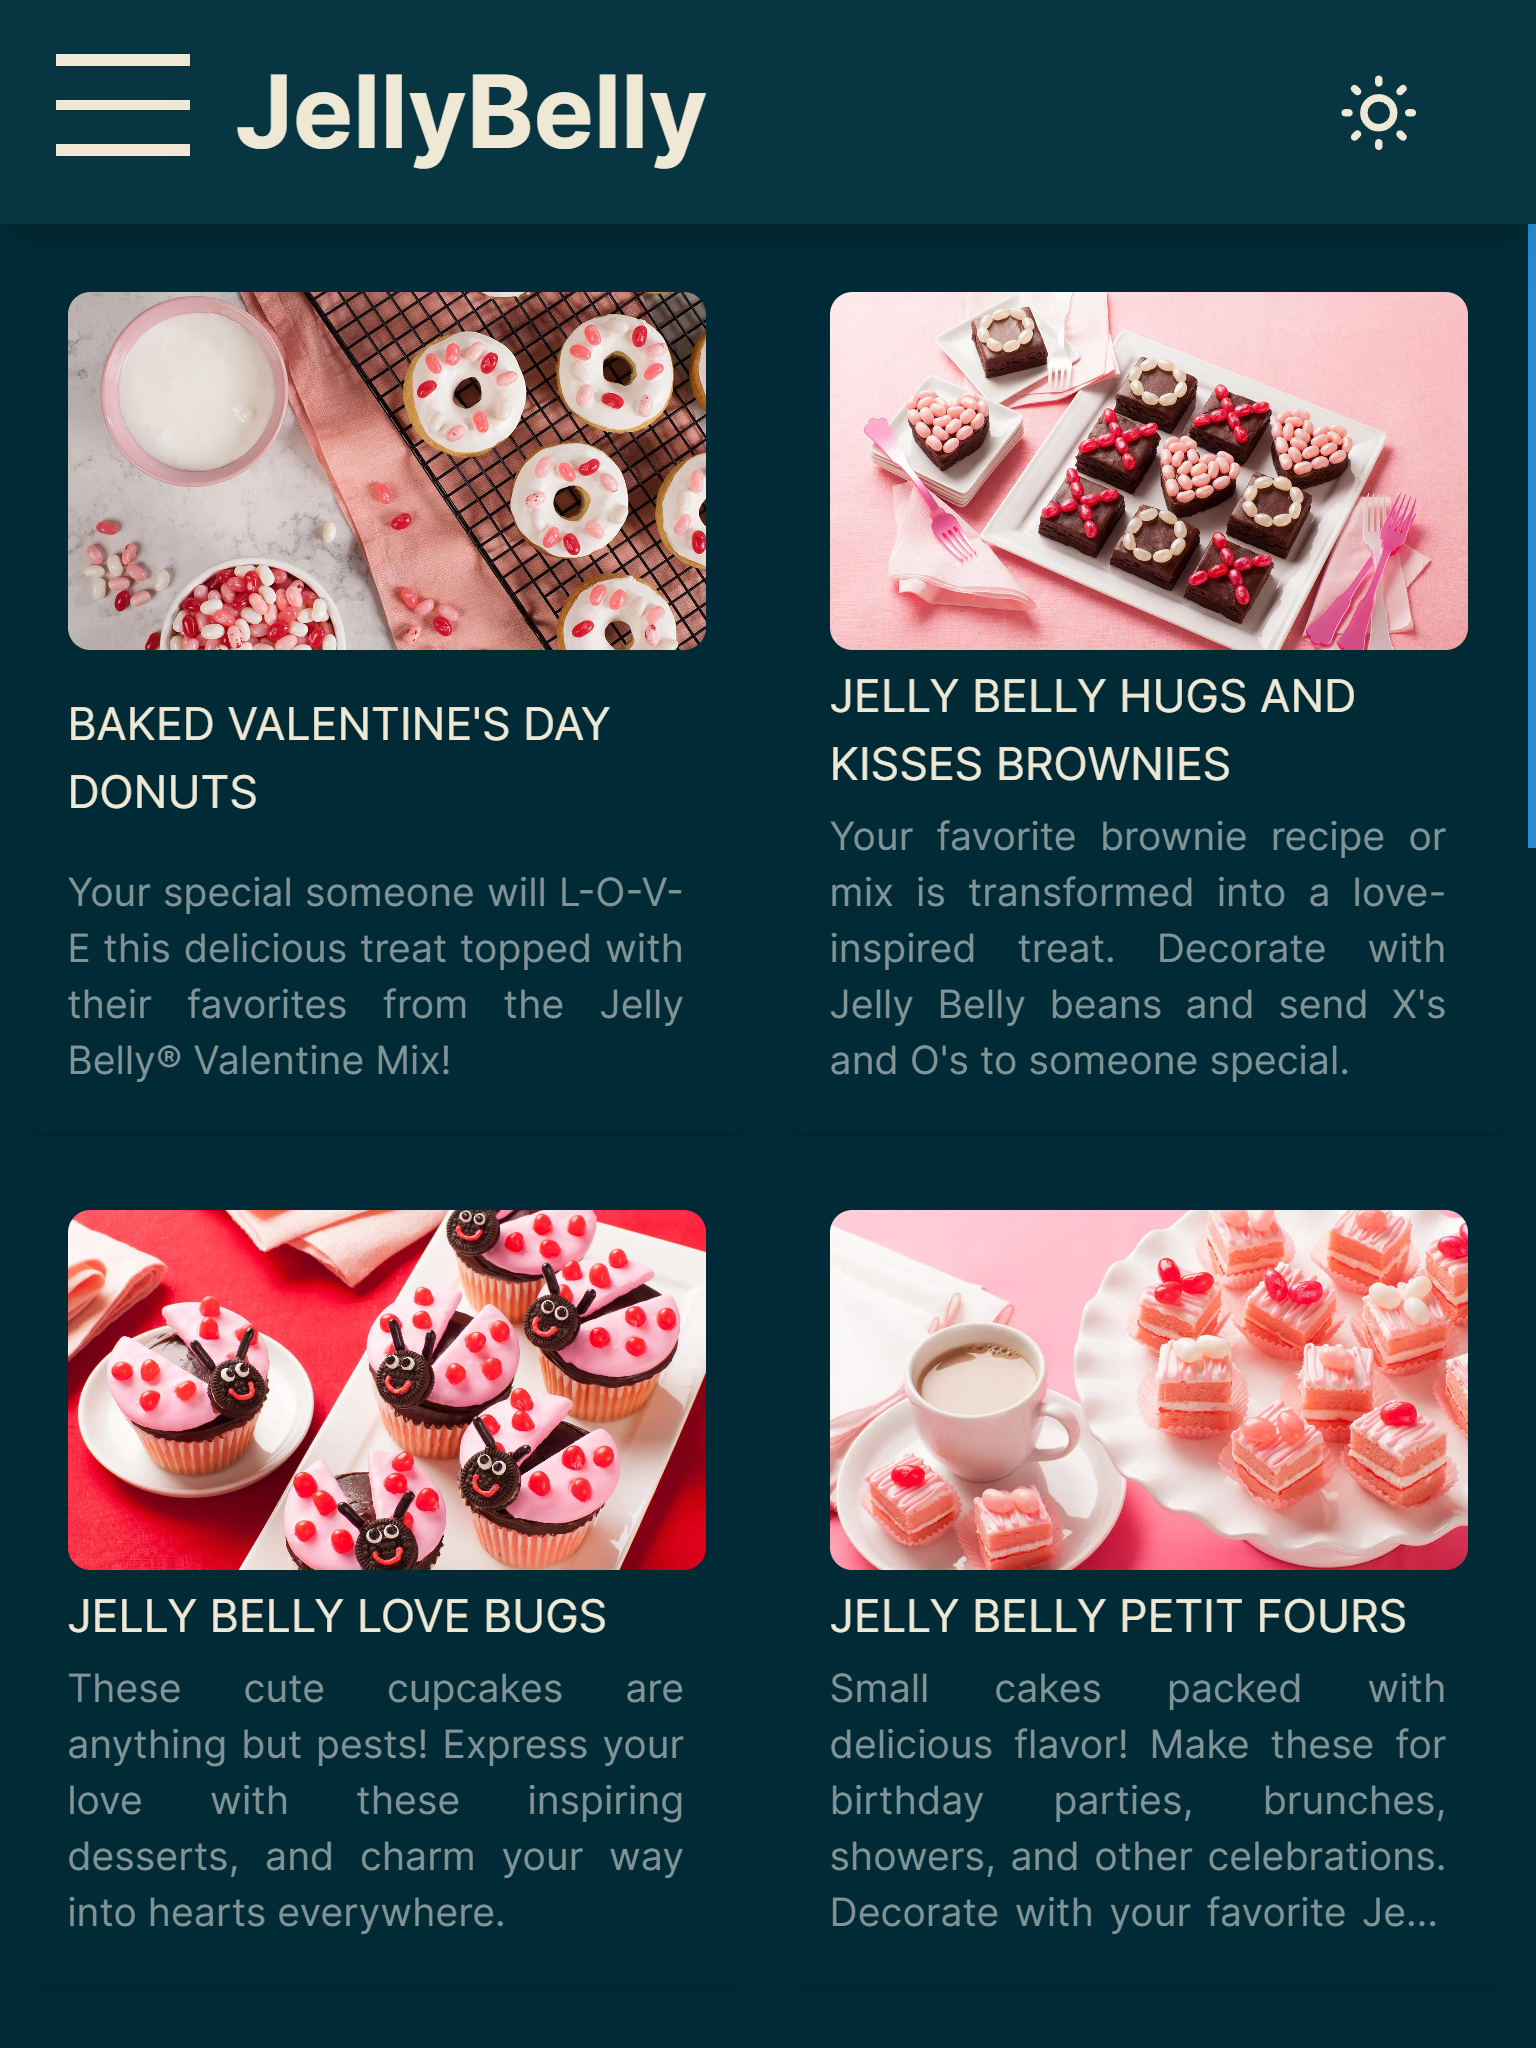 JellyBelly
BAKED VALENTINE'S DAY
DONUTS
Your special someone will L-O-V-
E this delicious treat topped with
their favorites from the Jelly
Belly® Valentine Mix!
JELLY BELLY HUGS AND
KISSES BROWNIES
Your favorite brownie recipe or
mix is transformed into a love-
inspired treat. Decorate with
Jelly Belly beans and send X's
and O's to someone special.
JELLY BELLY LOVE BUGS
These cute cupcakes are
anything but pests! Express your
love with these inspiring
desserts, and charm your way
into hearts everywhere.
JELLY BELLY PETIT FOURS
Small cakes packed with
delicious flavor! Make these for
birthday parties, brunches,
showers, and other celebrations.
Decorate with your favorite Je...